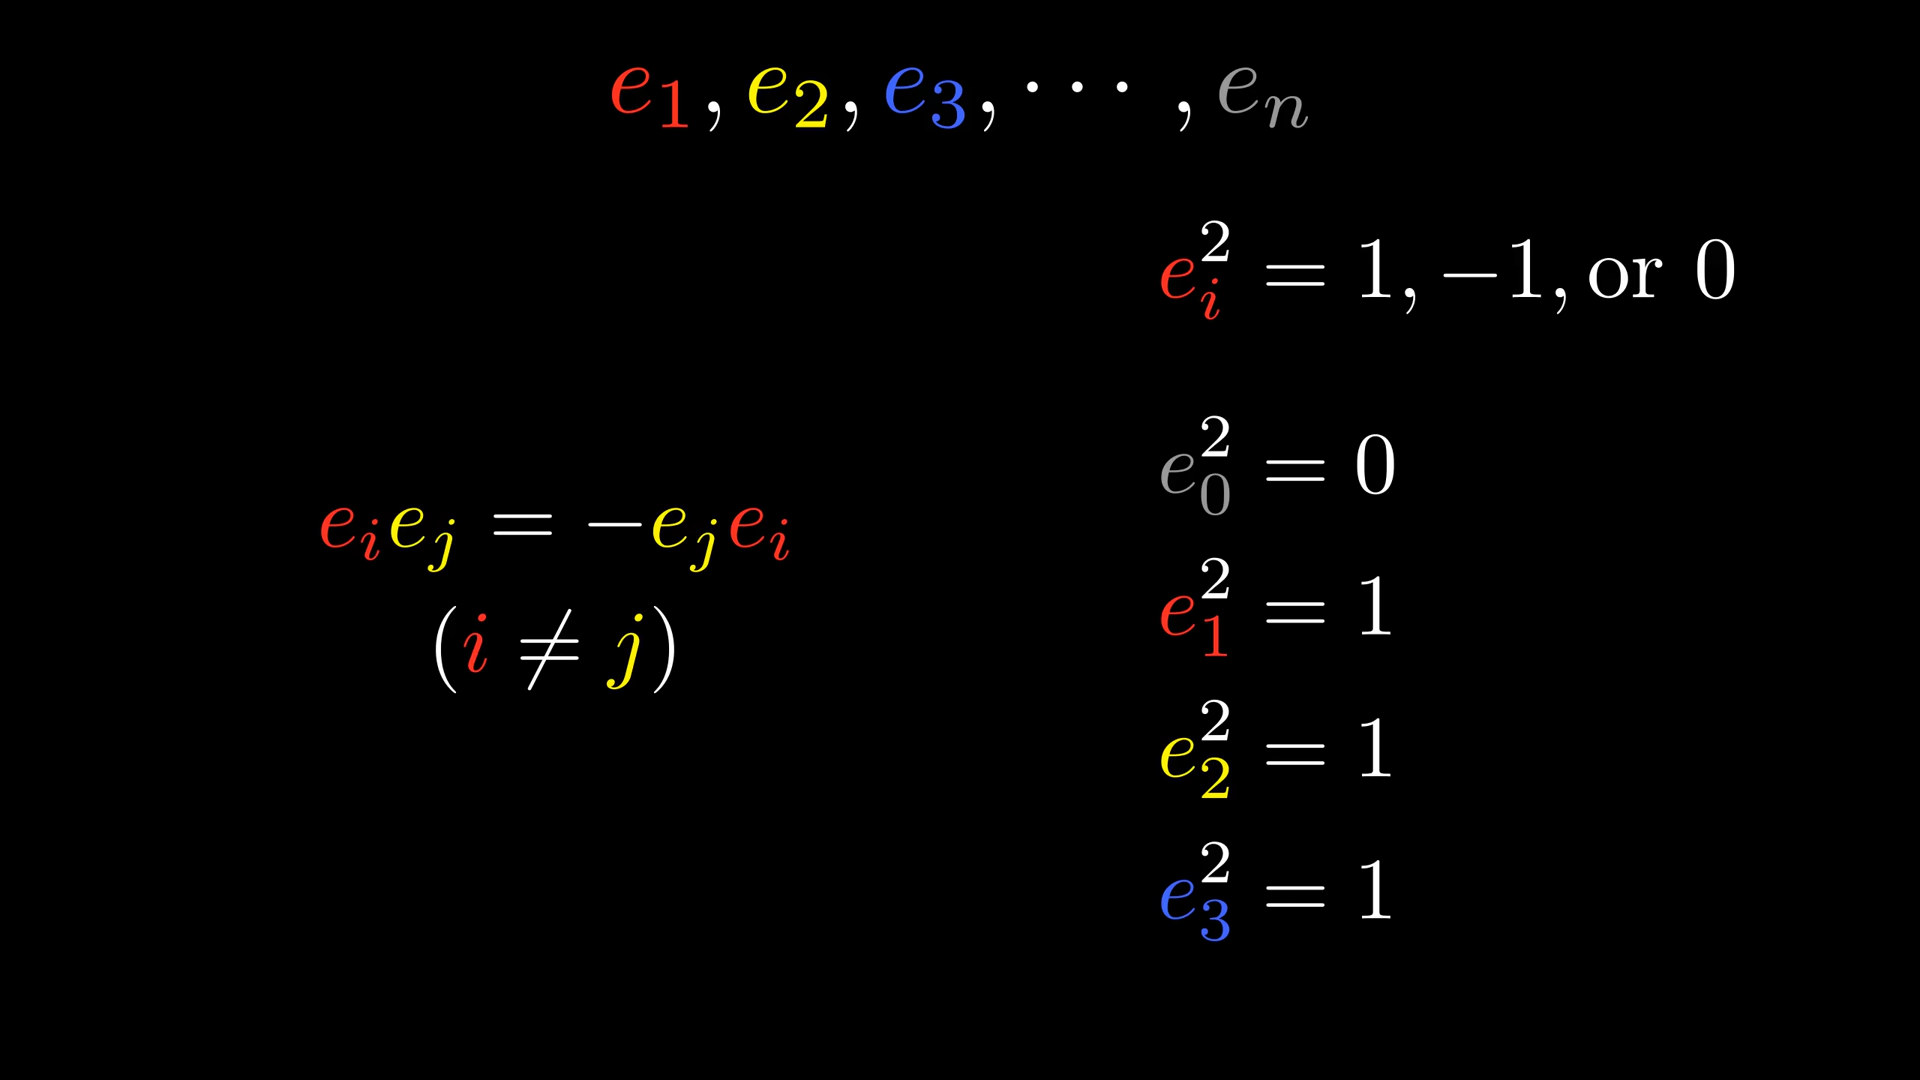 e₁, e₂, e₃, ⋯ , eₙ
eᵢ² = 1, −1, or 0
e₀² = 0
eᵢeⱼ = −eⱼeᵢ
(i ≠ j)
e₁² = 1
e₂² = 1
e₃² = 1